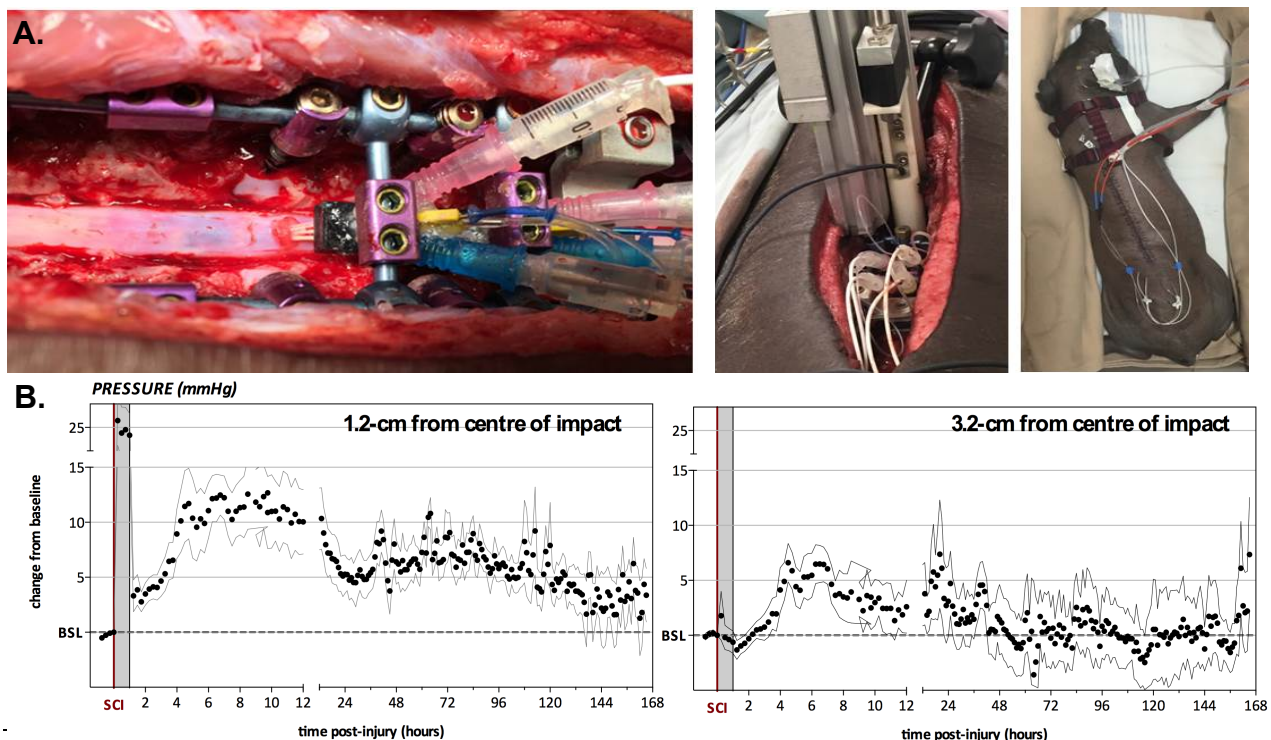 A.
B.
PRESSURE (mmHg)
1.2-cm from centre of impact
25
15
10
5
BSL
change from baseline
SCI 2 4 6 8 10 12 24 48 72 96 120 144 168
time post-injury (hours)
3.2-cm from centre of impact
25
15
10
5
BSL
SCI 2 4 6 8 10 12 24 48 72 96 120 144 168
time post-injury (hours)